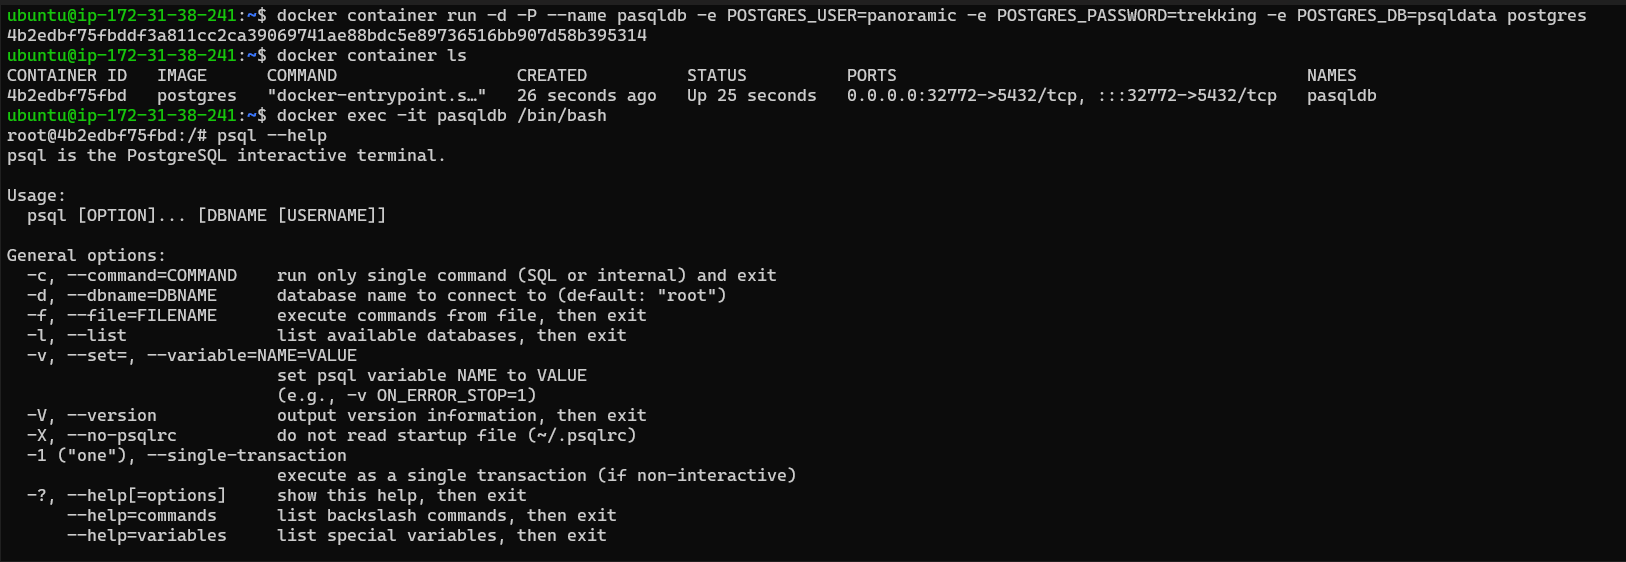 ubuntu@ip-172-31-38-241:~$ docker container run -d -P --name pasqldb -e POSTGRES_USER=panoramic -e POSTGRES_PASSWORD=trekking -e POSTGRES_DB=psqldata postgres
4b2edbf75fbddf3a811cc2ca39069741ae88bdc5e89736516bb907d58b395314
ubuntu@ip-172-31-38-241:~$ docker container ls
CONTAINER ID   IMAGE      COMMAND                  CREATED          STATUS          PORTS                                         NAMES
4b2edbf75fbd   postgres   "docker-entrypoint.s…"   26 seconds ago   Up 25 seconds   0.0.0.0:32772->5432/tcp, :::32772->5432/tcp   pasqldb
ubuntu@ip-172-31-38-241:~$ docker exec -it pasqldb /bin/bash
root@4b2edbf75fbd:/# psql --help
psql is the PostgreSQL interactive terminal.

Usage:
  psql [OPTION]... [DBNAME [USERNAME]]

General options:
  -c, --command=COMMAND    run only single command (SQL or internal) and exit
  -d, --dbname=DBNAME      database name to connect to (default: "root")
  -f, --file=FILENAME      execute commands from file, then exit
  -l, --list               list available databases, then exit
  -v, --set=, --variable=NAME=VALUE
                           set psql variable NAME to VALUE
                           (e.g., -v ON_ERROR_STOP=1)
  -V, --version            output version information, then exit
  -X, --no-psqlrc          do not read startup file (~/.psqlrc)
  -1 ("one"), --single-transaction
                           execute as a single transaction (if non-interactive)
  -?, --help[=options]     show this help, then exit
      --help=commands      list backslash commands, then exit
      --help=variables     list special variables, then exit